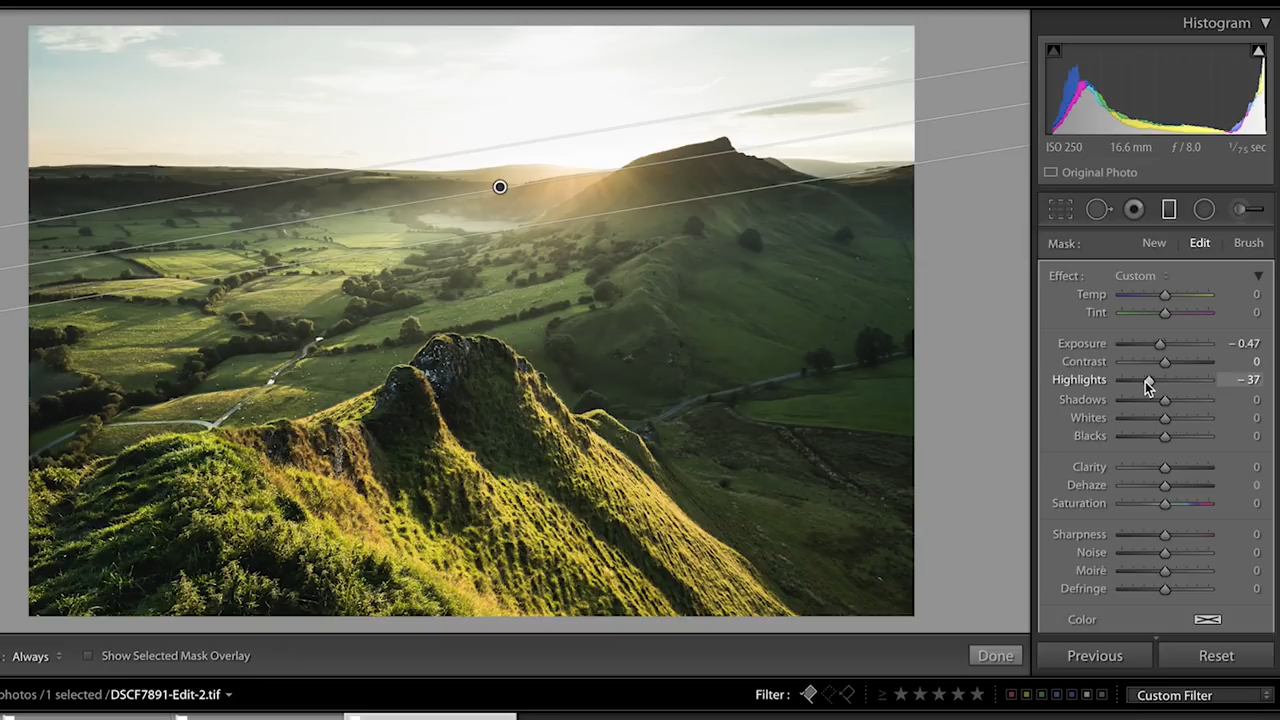 Histogram
ISO 250 16.6 mm ƒ / 8.0 1/75 sec
Original Photo
Mask : New Edit Brush
Effect : Custom
Temp 0
Tint 0
Exposure – 0.47
Contrast 0
Highlights – 37
Shadows 0
Whites 0
Blacks 0
Clarity 0
Dehaze 0
Saturation 0
Sharpness 0
Noise 0
Moiré 0
Defringe 0
Color
: Always Show Selected Mask Overlay Done
Previous Reset
photos / 1 selected / DSCF7891-Edit-2.tif Filter : ≥ Custom Filter